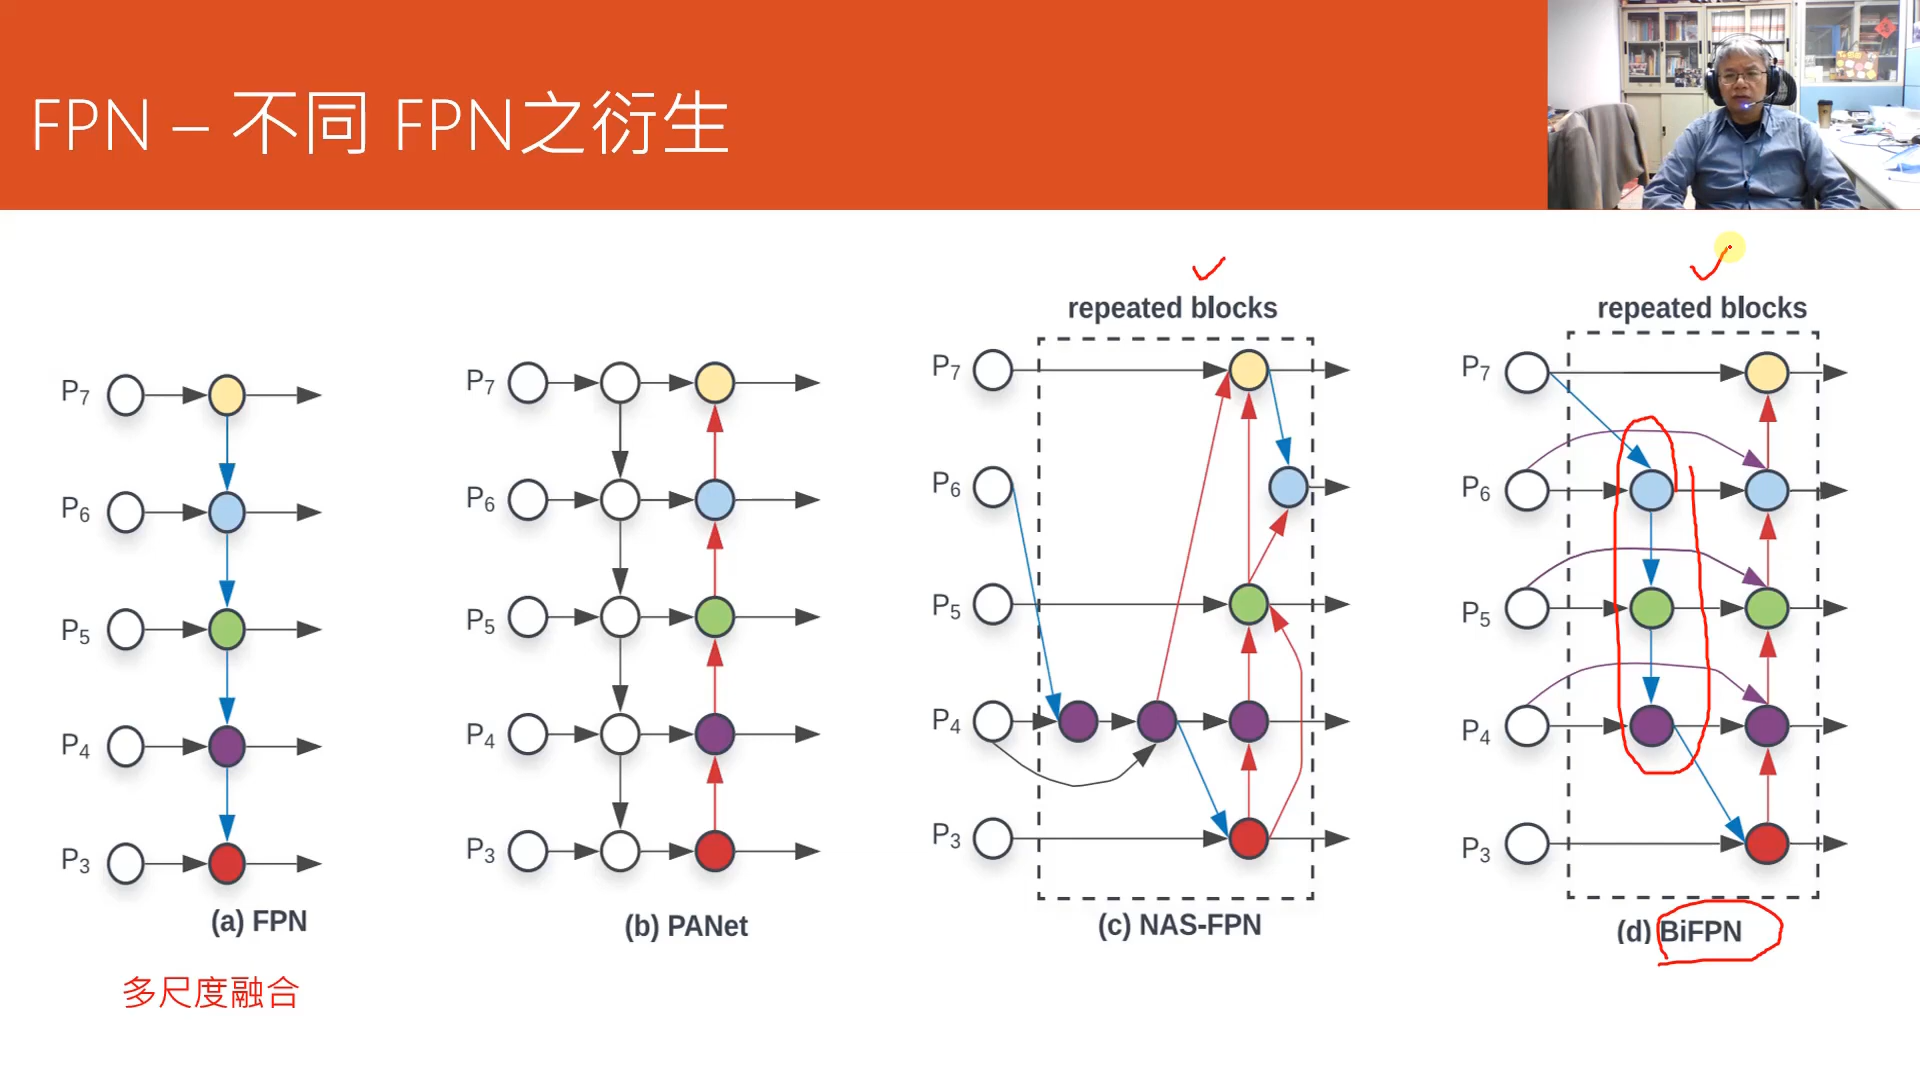 FPN – 不同 FPN之衍生
repeated blocks
repeated blocks
P7
P6
P5
P4
P3
(a) FPN
P7
P6
P5
P4
P3
(b) PANet
P7
P6
P5
P4
P3
(c) NAS-FPN
P7
P6
P5
P4
P3
(d) BiFPN
多尺度融合